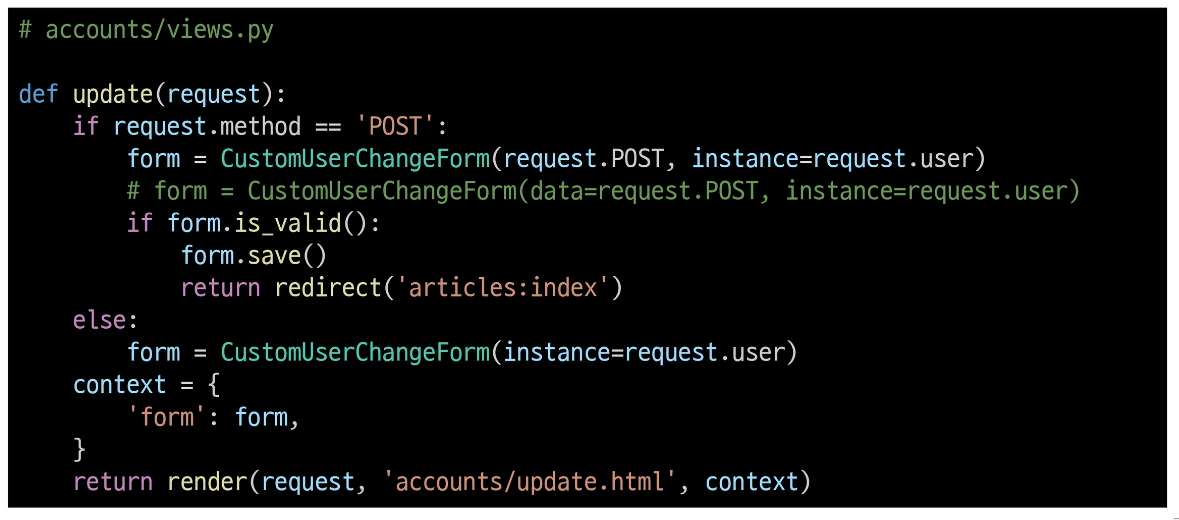 # accounts/views.py
def update(request):
    if request.method == 'POST':
        form = CustomUserChangeForm(request.POST, instance=request.user)
        # form = CustomUserChangeForm(data=request.POST, instance=request.user)
        if form.is_valid():
            form.save()
            return redirect('articles:index')
    else:
        form = CustomUserChangeForm(instance=request.user)
    context = {
        'form': form,
    }
    return render(request, 'accounts/update.html', context)